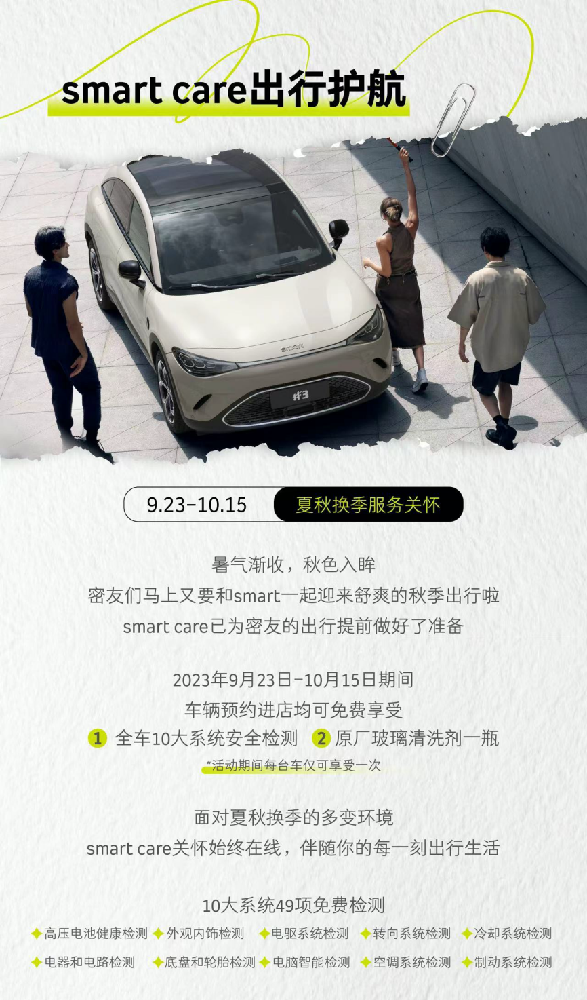 smart care出行护航
smart
#3
9.23-10.15 夏秋换季服务关怀
暑气渐收，秋色入眸
密友们马上又要和smart一起迎来舒爽的秋季出行啦
smart care已为密友的出行提前做好了准备
2023年9月23日-10月15日期间
车辆预约进店均可免费享受
1 全车10大系统安全检测 2 原厂玻璃清洗剂一瓶
*活动期间每台车仅可享受一次
面对夏秋换季的多变环境
smart care关怀始终在线，伴随你的每一刻出行生活
10大系统49项免费检测
高压电池健康检测 外观内饰检测 电驱系统检测 转向系统检测 冷却系统检测
电器和电路检测 底盘和轮胎检测 电脑智能检测 空调系统检测 制动系统检测